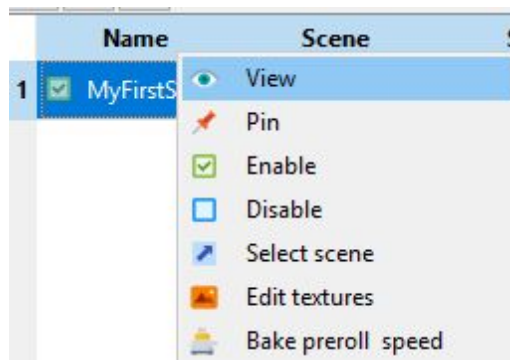 Name Scene
1 MyFirstS
View
Pin
Enable
Disable
Select scene
Edit textures
Bake preroll speed